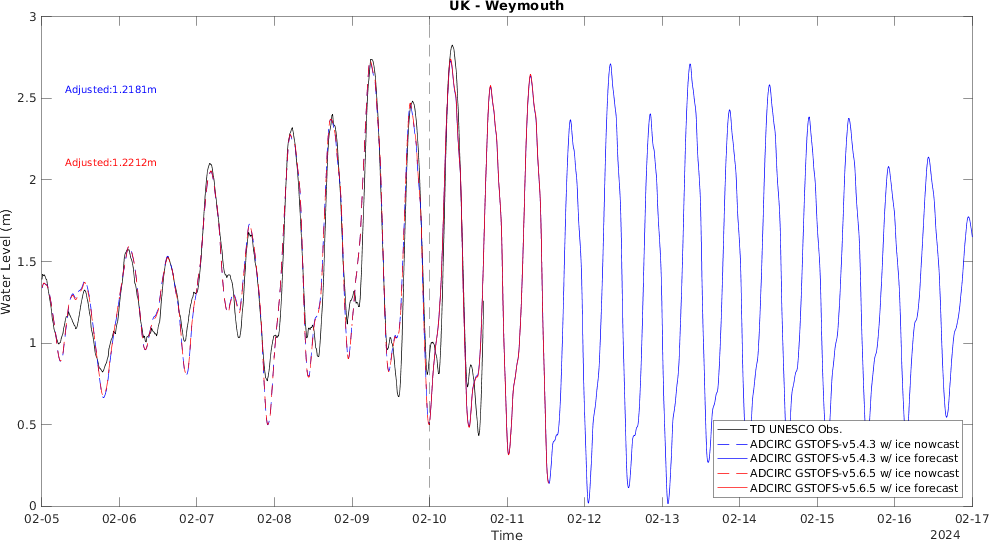 UK - Weymouth
3
2.5
2
1.5
1
0.5
0
Water Level (m)
Adjusted:1.2181m
Adjusted:1.2212m
TD UNESCO Obs.
ADCIRC GSTOFS-v5.4.3 w/ ice nowcast
ADCIRC GSTOFS-v5.4.3 w/ ice forecast
ADCIRC GSTOFS-v5.6.5 w/ ice nowcast
ADCIRC GSTOFS-v5.6.5 w/ ice forecast
02-05 02-06 02-07 02-08 02-09 02-10 02-11 02-12 02-13 02-14 02-15 02-16 02-17
Time
2024